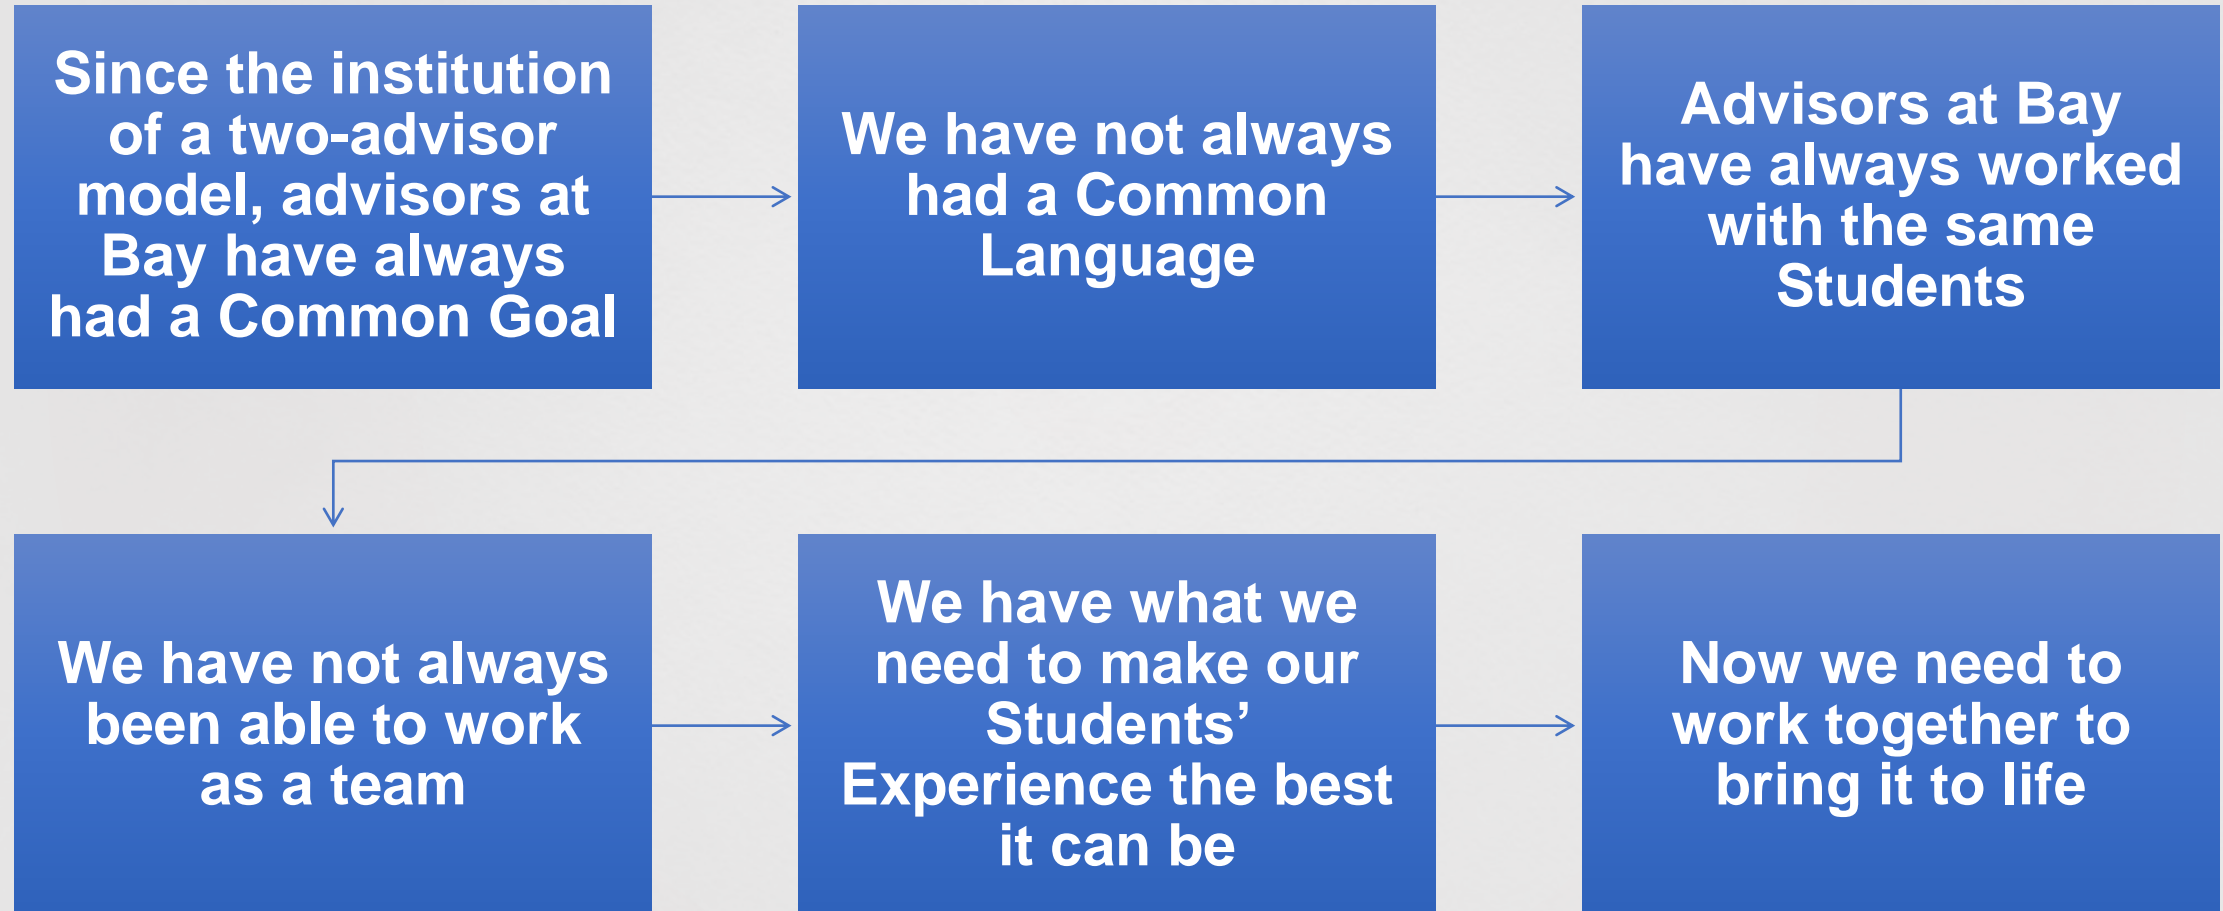 Since the institution
of a two-advisor
model, advisors at
Bay have always
had a Common Goal
We have not always
had a Common
Language
Advisors at Bay
have always worked
with the same
Students
We have not always
been able to work
as a team
We have what we
need to make our
Students’
Experience the best
it can be
Now we need to
work together to
bring it to life